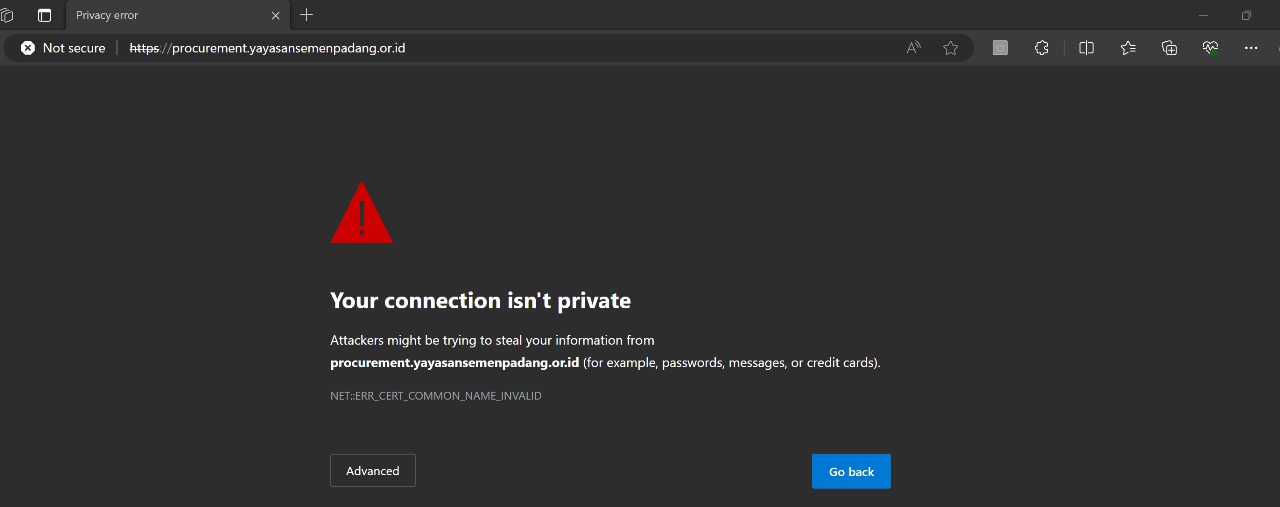 Privacy error
Not secure
https://procurement.yayasansemenpadang.or.id
Your connection isn't private
Attackers might be trying to steal your information from
procurement.yayasansemenpadang.or.id (for example, passwords, messages, or credit cards).
NET::ERR_CERT_COMMON_NAME_INVALID
Advanced
Go back